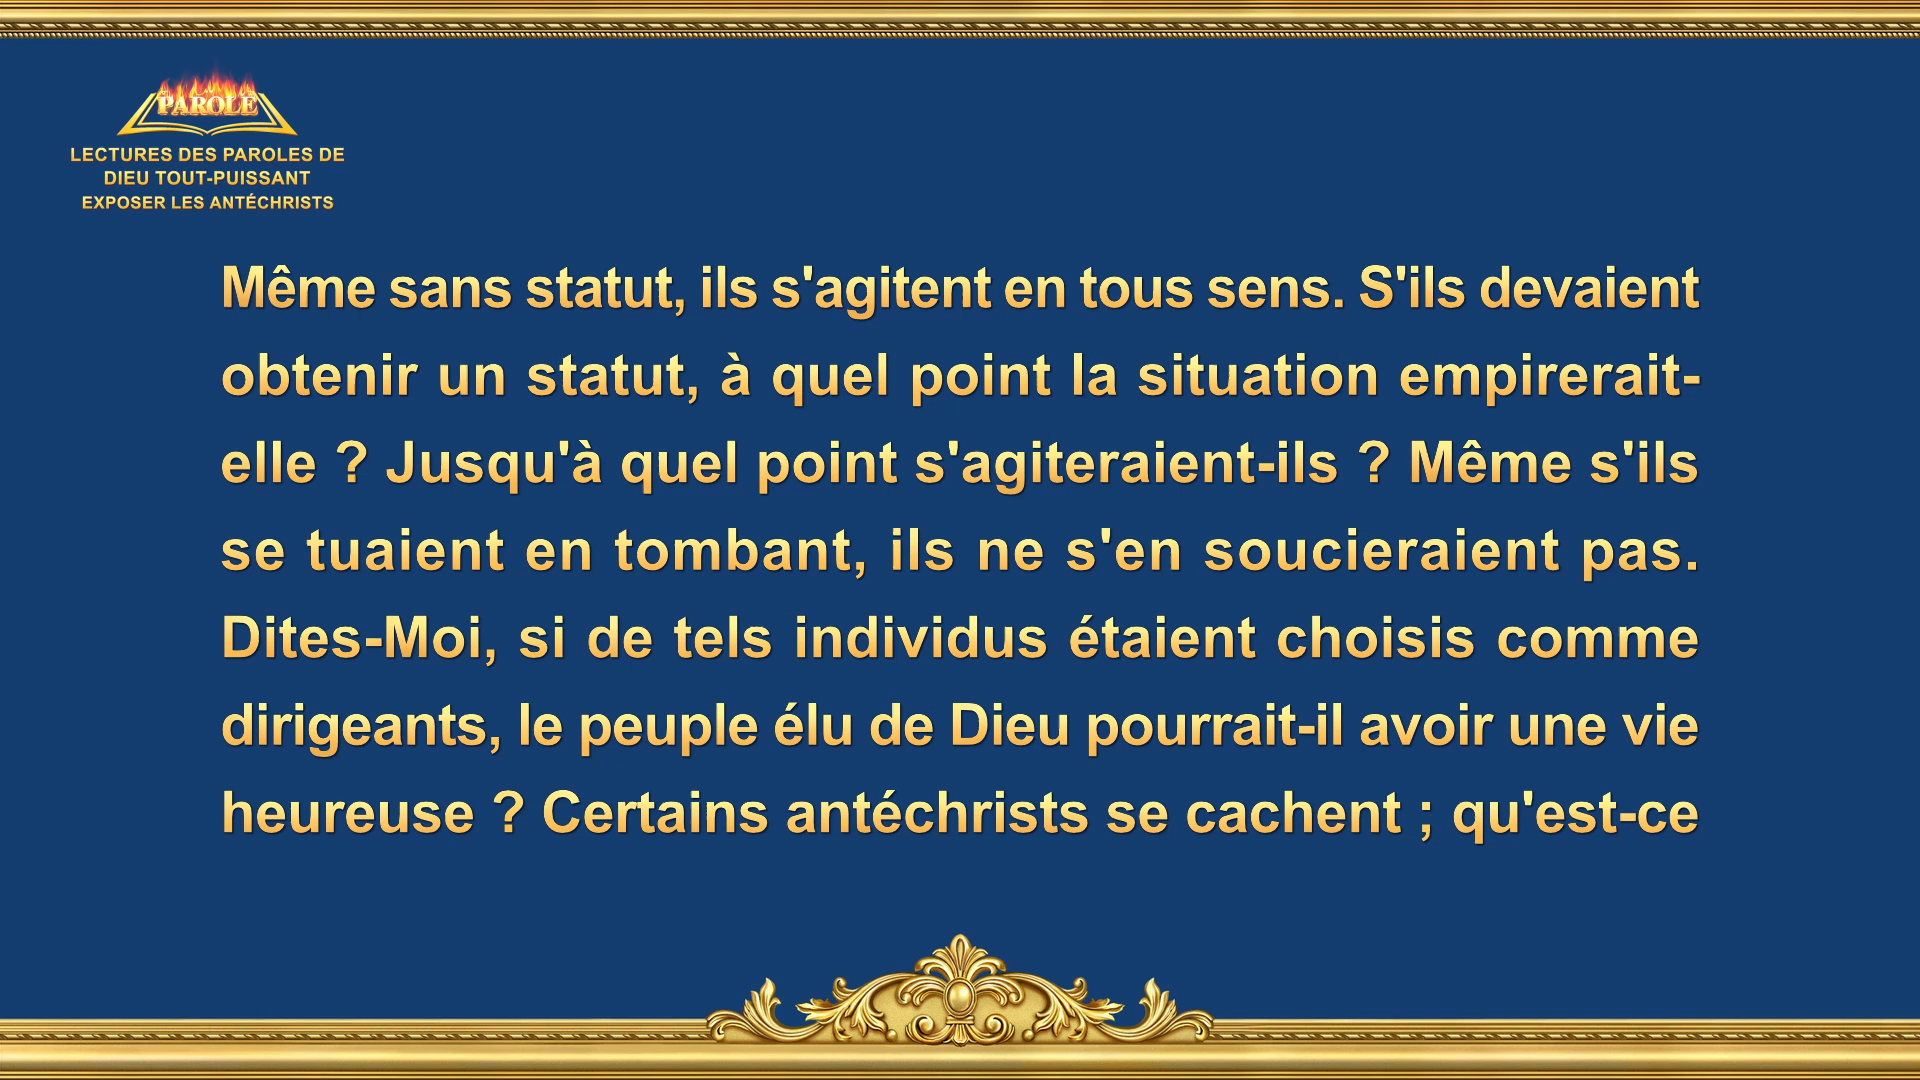 PAROLE
LECTURES DES PAROLES DE
DIEU TOUT-PUISSANT
EXPOSER LES ANTÉCHRISTS
Même sans statut, ils s'agitent en tous sens. S'ils devaient
obtenir un statut, à quel point la situation empirerait-
elle ? Jusqu'à quel point s'agiteraient-ils ? Même s'ils
se tuaient en tombant, ils ne s'en soucieraient pas.
Dites-Moi, si de tels individus étaient choisis comme
dirigeants, le peuple élu de Dieu pourrait-il avoir une vie
heureuse ? Certains antéchrists se cachent ; qu'est-ce